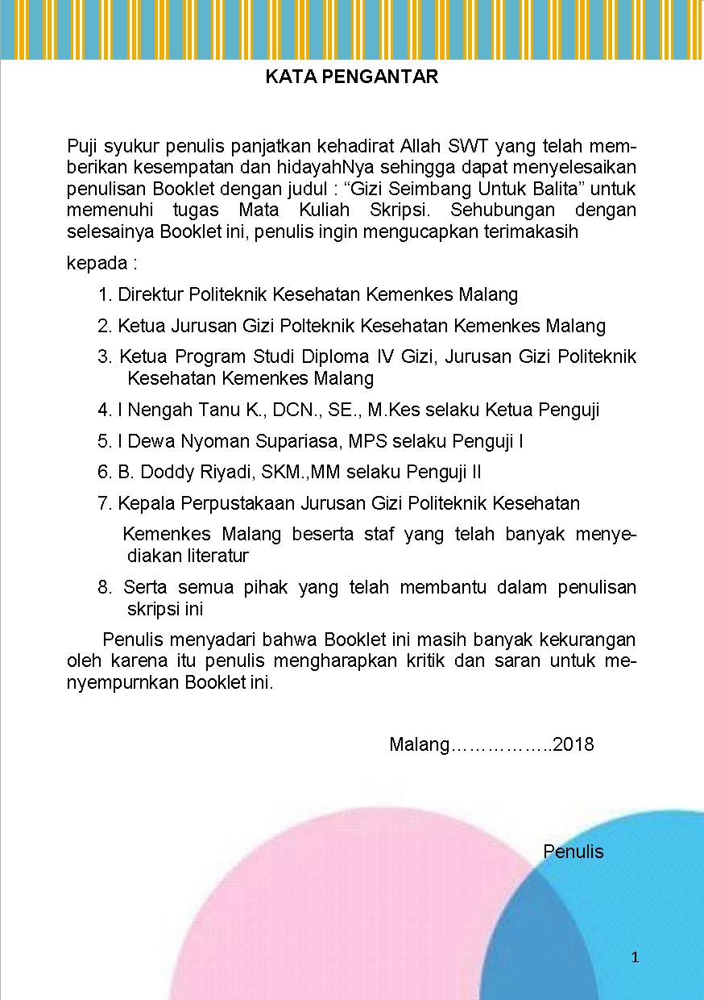 KATA PENGANTAR
Puji syukur penulis panjatkan kehadirat Allah SWT yang telah mem-
berikan kesempatan dan hidayahNya sehingga dapat menyelesaikan
penulisan Booklet dengan judul : “Gizi Seimbang Untuk Balita” untuk
memenuhi tugas Mata Kuliah Skripsi. Sehubungan dengan
selesainya Booklet ini, penulis ingin mengucapkan terimakasih
kepada :
1. Direktur Politeknik Kesehatan Kemenkes Malang
2. Ketua Jurusan Gizi Polteknik Kesehatan Kemenkes Malang
3. Ketua Program Studi Diploma IV Gizi, Jurusan Gizi Politeknik
Kesehatan Kemenkes Malang
4. I Nengah Tanu K., DCN., SE., M.Kes selaku Ketua Penguji
5. I Dewa Nyoman Supariasa, MPS selaku Penguji I
6. B. Doddy Riyadi, SKM.,MM selaku Penguji II
7. Kepala Perpustakaan Jurusan Gizi Politeknik Kesehatan
Kemenkes Malang beserta staf yang telah banyak menye-
diakan literatur
8. Serta semua pihak yang telah membantu dalam penulisan
skripsi ini
Penulis menyadari bahwa Booklet ini masih banyak kekurangan
oleh karena itu penulis mengharapkan kritik dan saran untuk me-
nyempurnkan Booklet ini.
Malang……………..2018
Penulis
1